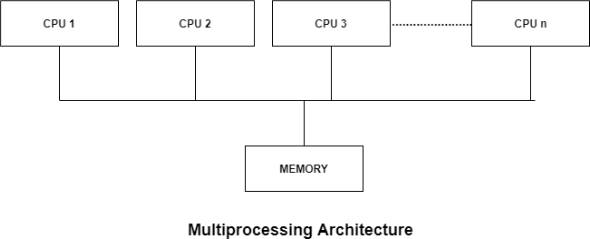 CPU 1
CPU 2
CPU 3
CPU n
MEMORY
Multiprocessing Architecture